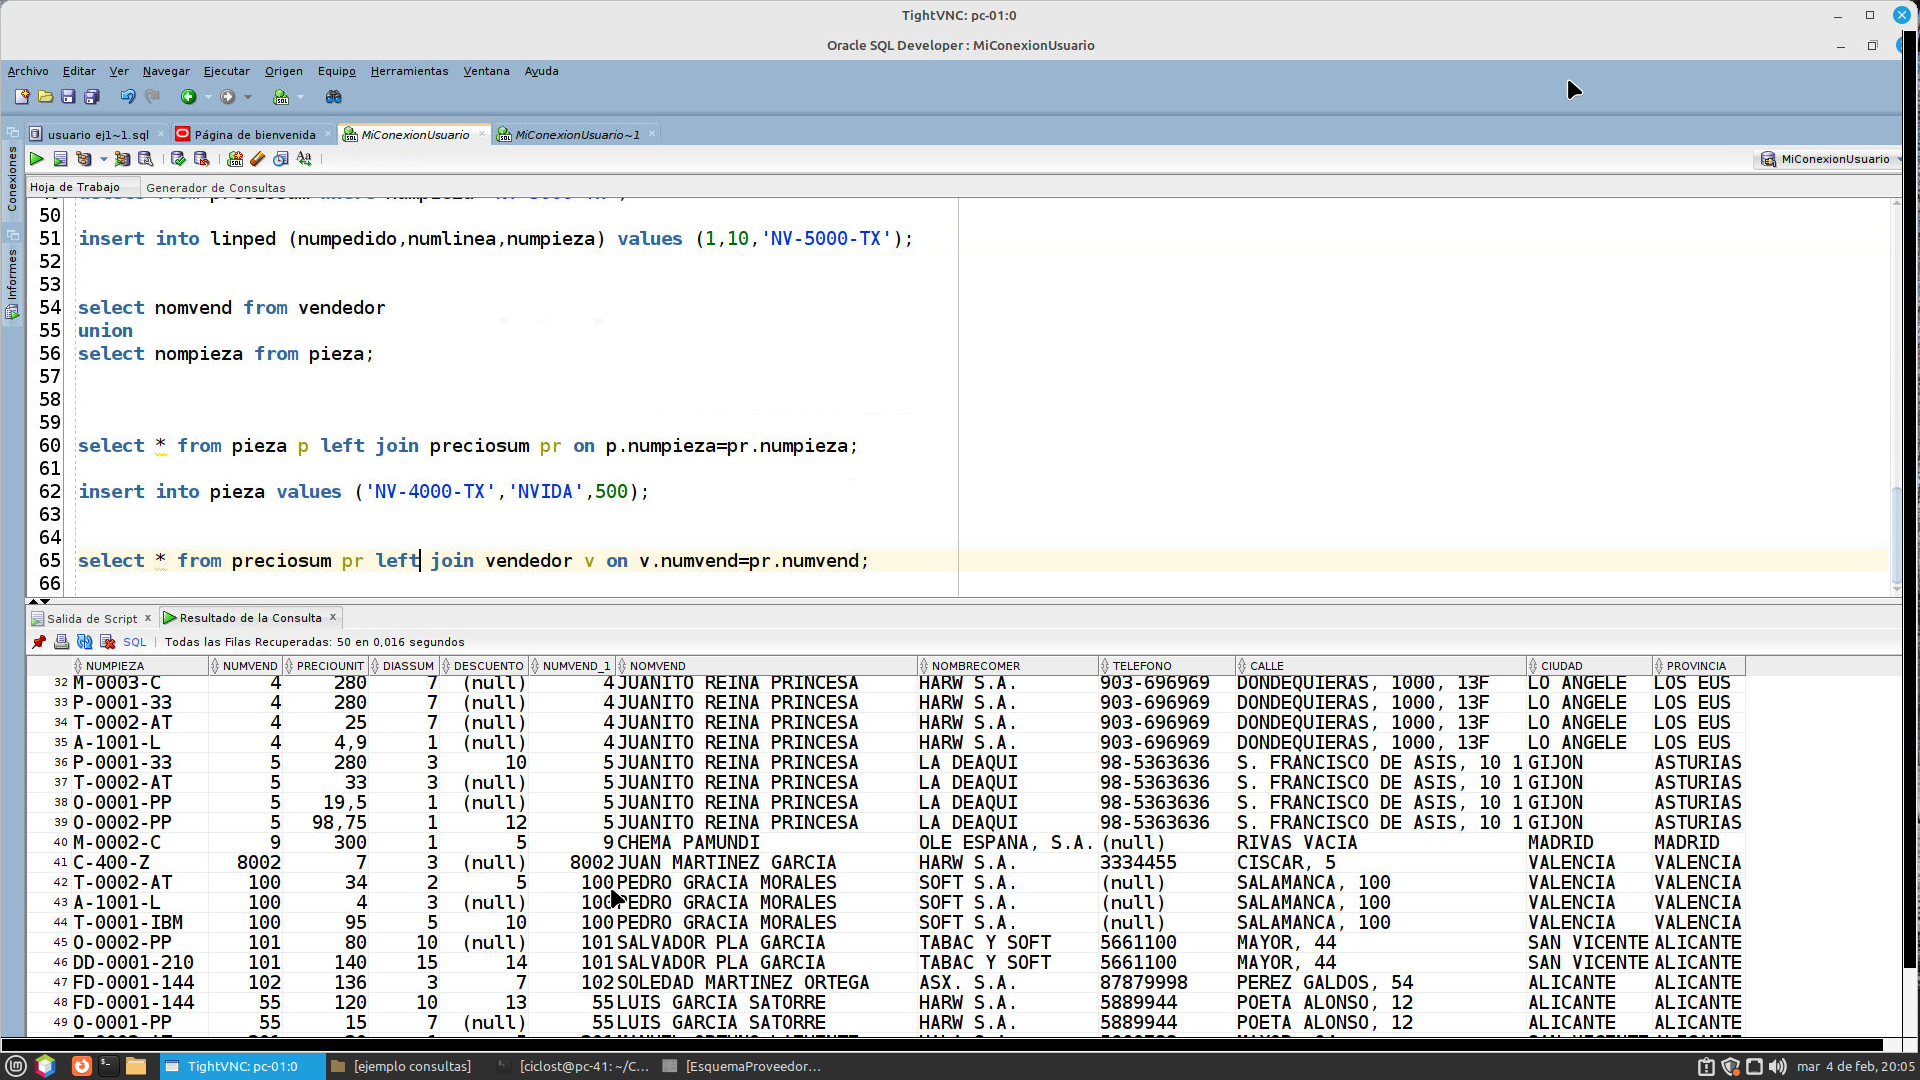 TightVNC: pc-01:0
Oracle SQL Developer : MiConexionUsuario
Archivo Editar Ver Navegar Ejecutar Origen Equipo Herramientas Ventana Ayuda
usuario ej1~1.sql Página de bienvenida MiConexionUsuario MiConexionUsuario~1
MiConexionUsuario
Conexiones
Informes
Hoja de Trabajo Generador de Consultas
50
51 insert into linped (numpedido,numlinea,numpieza) values (1,10,'NV-5000-TX');
52
53
54 select nomvend from vendedor
55 union
56 select nompieza from pieza;
57
58
59
60 select * from pieza p left join preciosum pr on p.numpieza=pr.numpieza;
61
62 insert into pieza values ('NV-4000-TX','NVIDA',500);
63
64
65 select * from preciosum pr left join vendedor v on v.numvend=pr.numvend;
66
Salida de Script x Resultado de la Consulta x
SQL | Todas las Filas Recuperadas: 50 en 0,016 segundos
NUMPIEZA NUMVEND PRECIOUNIT DIASSUM DESCUENTO NUMVEND_1 NOMVEND NOMBRECOMER TELEFONO CALLE CIUDAD PROVINCIA
32 M-0003-C 4 280 7 (null) 4 JUANITO REINA PRINCESA HARW S.A. 903-696969 DONDEQUIERAS, 1000, 13F LO ANGELE LOS EUS
33 P-0001-33 4 280 7 (null) 4 JUANITO REINA PRINCESA HARW S.A. 903-696969 DONDEQUIERAS, 1000, 13F LO ANGELE LOS EUS
34 T-0002-AT 4 25 7 (null) 4 JUANITO REINA PRINCESA HARW S.A. 903-696969 DONDEQUIERAS, 1000, 13F LO ANGELE LOS EUS
35 A-1001-L 4 4,9 1 (null) 4 JUANITO REINA PRINCESA HARW S.A. 903-696969 DONDEQUIERAS, 1000, 13F LO ANGELE LOS EUS
36 P-0001-33 5 280 3 10 5 JUANITO REINA PRINCESA LA DEAQUI 98-5363636 S. FRANCISCO DE ASIS, 10 1 GIJON ASTURIAS
37 T-0002-AT 5 33 3 (null) 5 JUANITO REINA PRINCESA LA DEAQUI 98-5363636 S. FRANCISCO DE ASIS, 10 1 GIJON ASTURIAS
38 O-0001-PP 5 19,5 1 (null) 5 JUANITO REINA PRINCESA LA DEAQUI 98-5363636 S. FRANCISCO DE ASIS, 10 1 GIJON ASTURIAS
39 O-0002-PP 5 98,75 1 12 5 JUANITO REINA PRINCESA LA DEAQUI 98-5363636 S. FRANCISCO DE ASIS, 10 1 GIJON ASTURIAS
40 M-0002-C 9 300 1 5 9 CHEMA PAMUNDI OLE ESPANA, S.A. (null) RIVAS VACIA MADRID MADRID
41 C-400-Z 8002 7 3 (null) 8002 JUAN MARTINEZ GARCIA HARW S.A. 3334455 CISCAR, 5 VALENCIA VALENCIA
42 T-0002-AT 100 34 2 5 100 PEDRO GRACIA MORALES SOFT S.A. (null) SALAMANCA, 100 VALENCIA VALENCIA
43 A-1001-L 100 4 3 (null) 100 PEDRO GRACIA MORALES SOFT S.A. (null) SALAMANCA, 100 VALENCIA VALENCIA
44 T-0001-IBM 100 95 5 10 100 PEDRO GRACIA MORALES SOFT S.A. (null) SALAMANCA, 100 VALENCIA VALENCIA
45 O-0002-PP 101 80 10 (null) 101 SALVADOR PLA GARCIA TABAC Y SOFT 5661100 MAYOR, 44 SAN VICENTE ALICANTE
46 DD-0001-210 101 140 15 14 101 SALVADOR PLA GARCIA TABAC Y SOFT 5661100 MAYOR, 44 SAN VICENTE ALICANTE
47 FD-0001-144 102 136 3 7 102 SOLEDAD MARTINEZ ORTEGA ASX. S.A. 87879998 PEREZ GALDOS, 54 ALICANTE ALICANTE
48 FD-0001-144 55 120 10 13 55 LUIS GARCIA SATORRE HARW S.A. 5889944 POETA ALONSO, 12 ALICANTE ALICANTE
49 O-0001-PP 55 15 7 (null) 55 LUIS GARCIA SATORRE HARW S.A. 5889944 POETA ALONSO, 12 ALICANTE ALICANTE
TightVNC: pc-01:0 [ejemplo consultas] [ciclost@pc-41: ~/C... [EsquemaProveedor... mar 4 de feb, 20:05